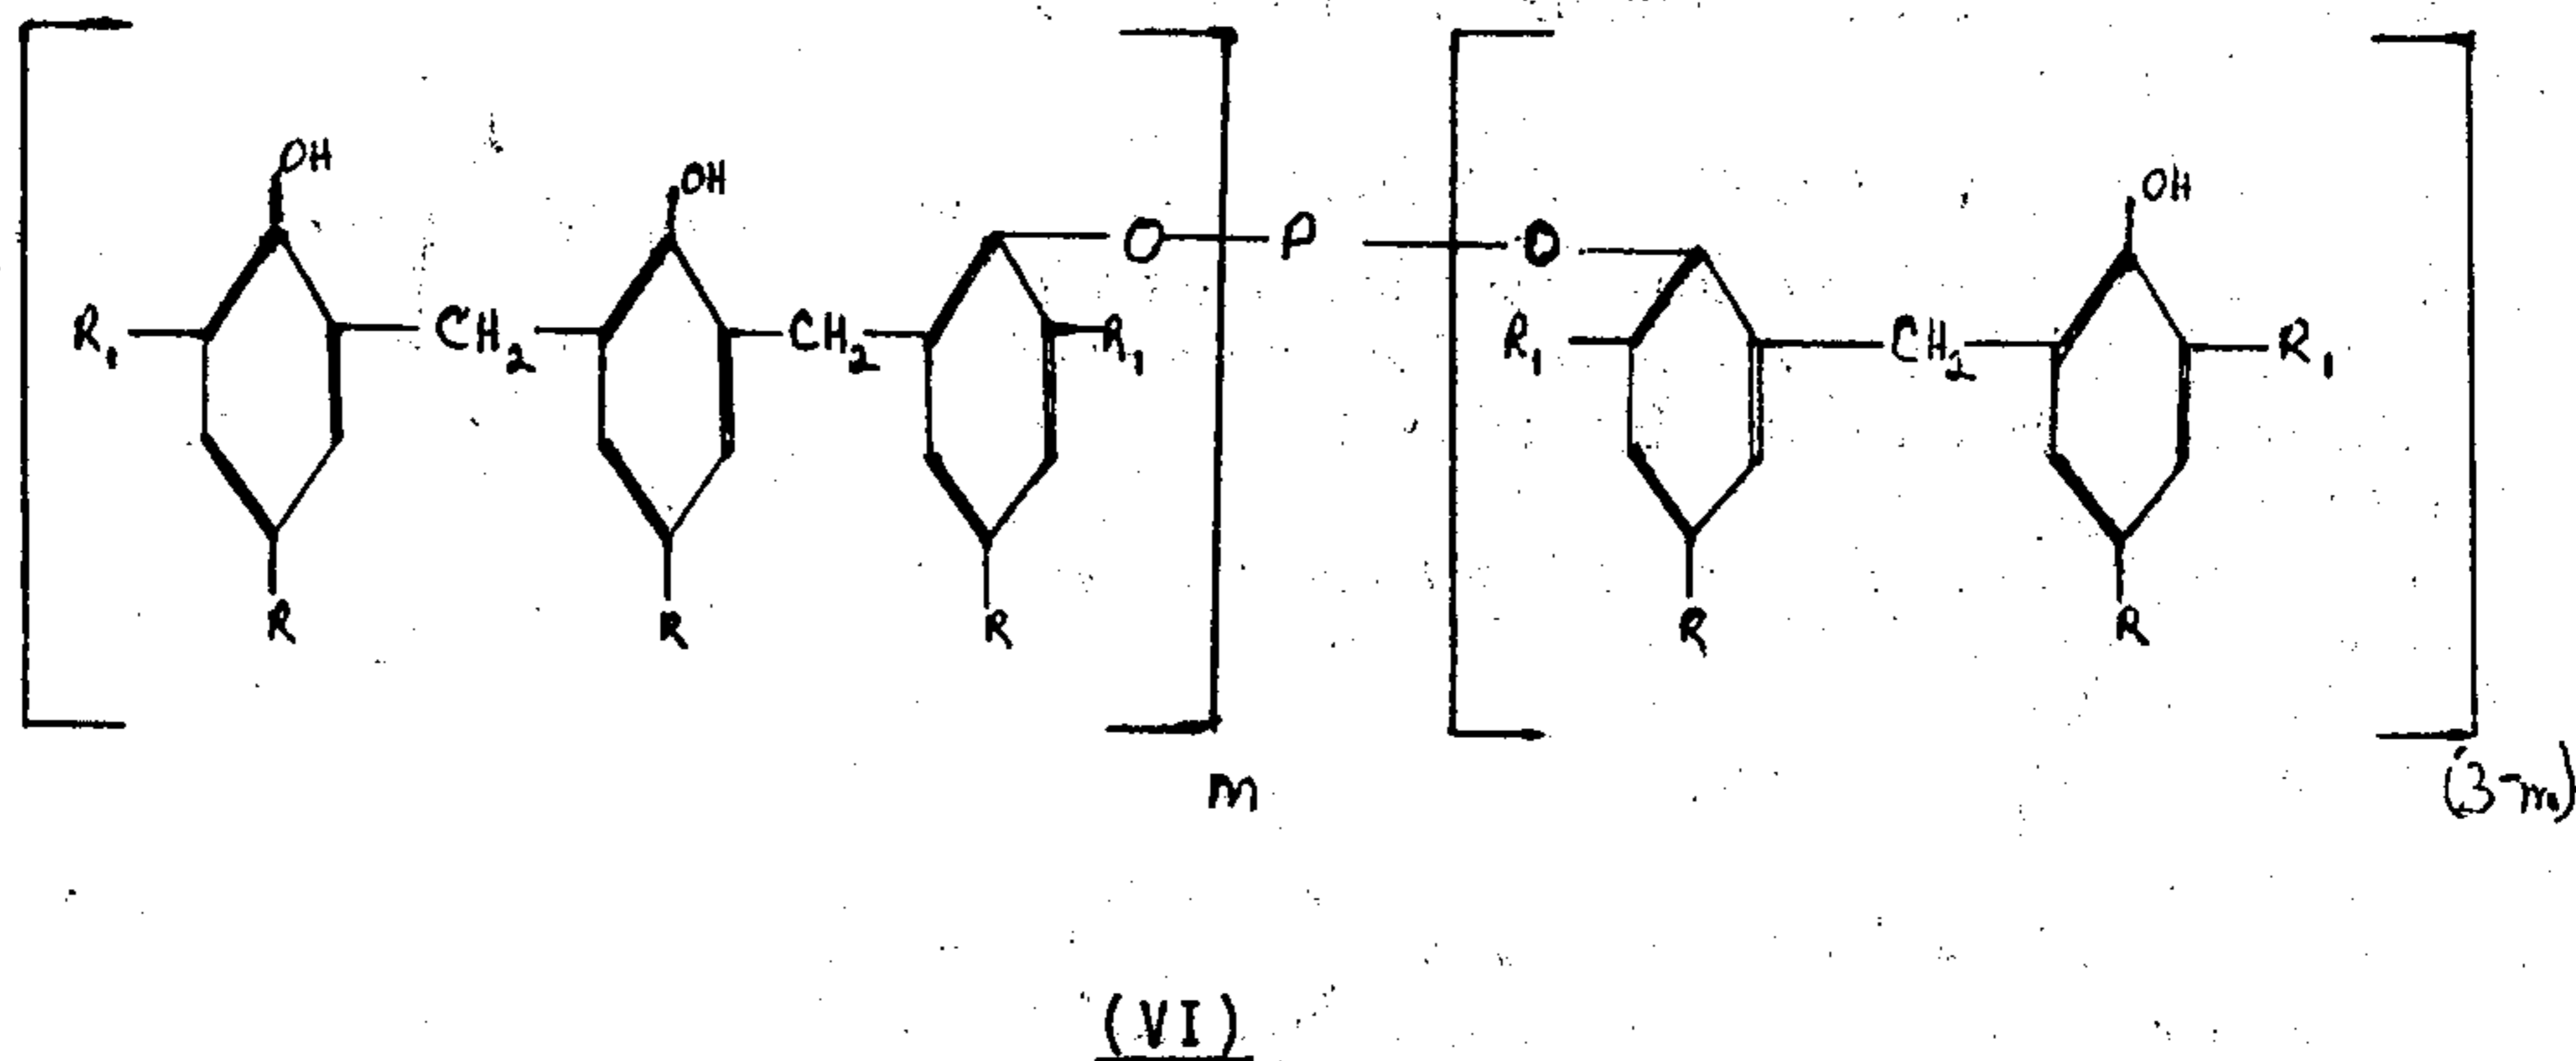 OH OH OH
O P O
R₁ CH₂ CH₂ R₁ R₁ CH₂ R₁
R R R R R
m (3-m)
(VI)